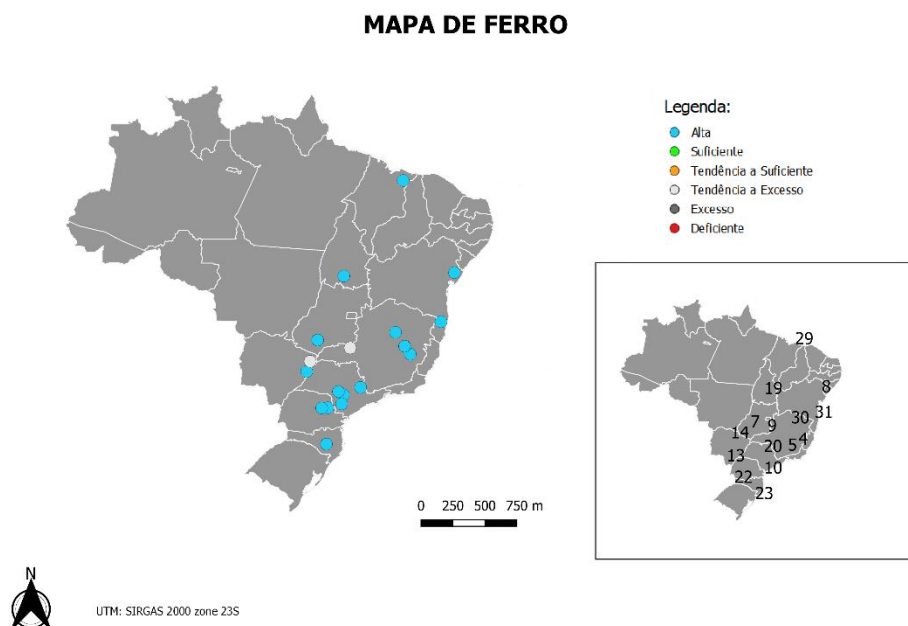 MAPA DE FERRO
Legenda:
Alta
Suficiente
Tendência a Suficiente
Tendência a Excesso
Excesso
Deficiente
29
19
8
31
7
9
30
14
4
20
5
13
10
22
23
0 250 500 750 m
N
UTM: SIRGAS 2000 zone 23S